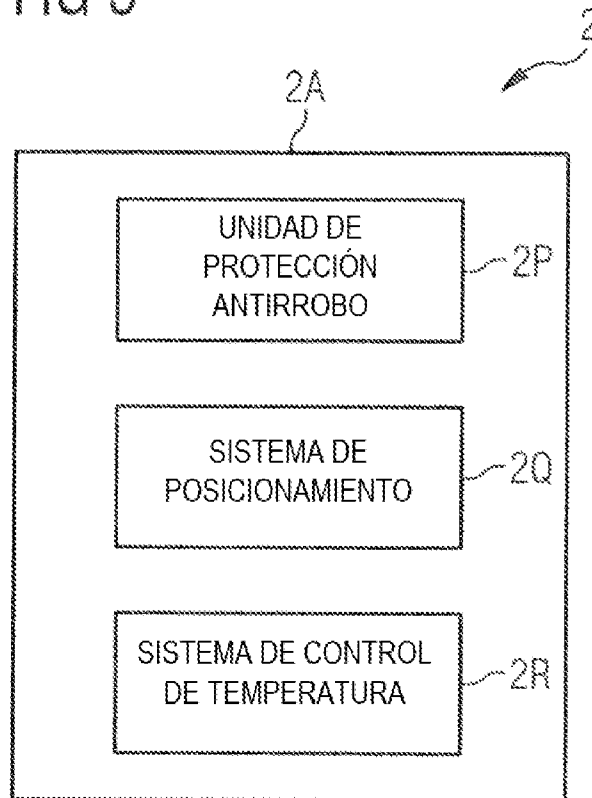 2
2A
UNIDAD DE
PROTECCIÓN
ANTIRROBO
2P
SISTEMA DE
POSICIONAMIENTO
2Q
SISTEMA DE CONTROL
DE TEMPERATURA
2R